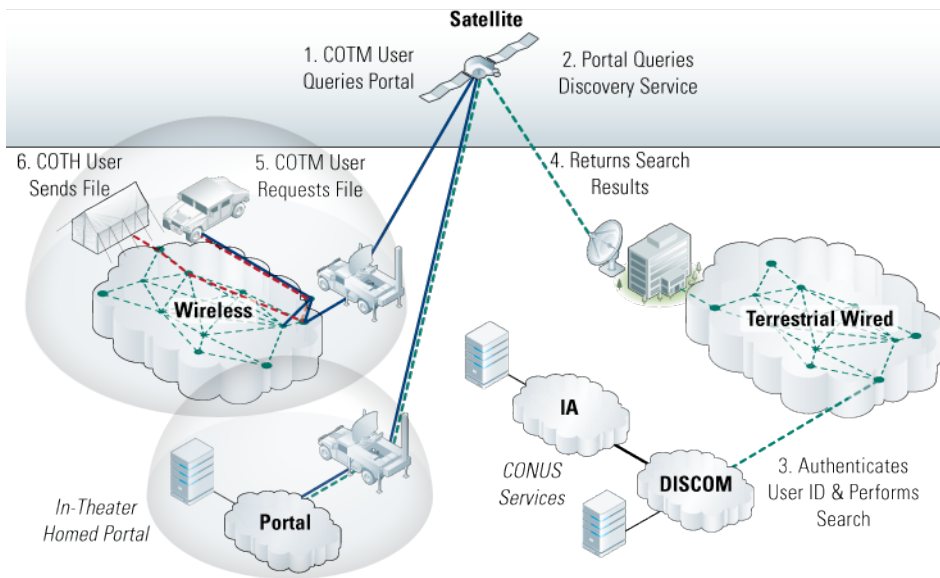 Satellite
1. COTM User
Queries Portal
2. Portal Queries
Discovery Service
6. COTH User
Sends File
5. COTM User
Requests File
4. Returns Search
Results
Wireless
Terrestrial Wired
IA
CONUS
Services
DISCOM
3. Authenticates
User ID & Performs
Search
In-Theater
Homed Portal
Portal